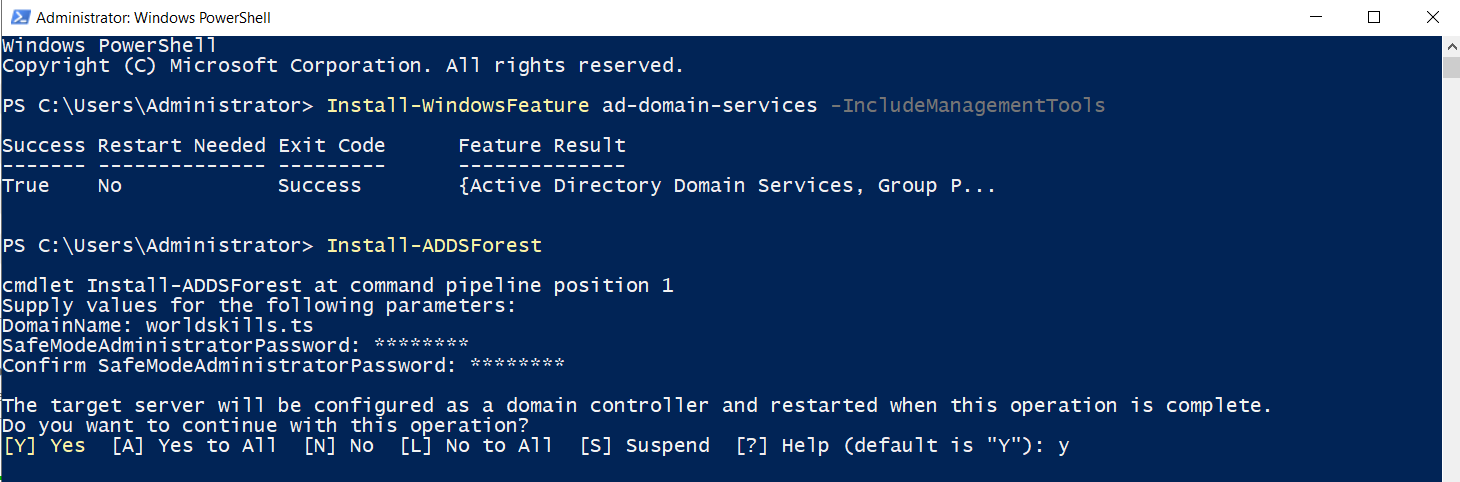 Administrator: Windows PowerShell
Windows PowerShell
Copyright (C) Microsoft Corporation. All rights reserved.
PS C:\Users\Administrator> Install-WindowsFeature ad-domain-services -IncludeManagementTools
Success Restart Needed Exit Code      Feature Result
------- -------------- ---------      --------------
True    No             Success        {Active Directory Domain Services, Group P...
PS C:\Users\Administrator> Install-ADDSForest
cmdlet Install-ADDSForest at command pipeline position 1
Supply values for the following parameters:
DomainName: worldskills.ts
SafeModeAdministratorPassword: ********
Confirm SafeModeAdministratorPassword: ********
The target server will be configured as a domain controller and restarted when this operation is complete.
Do you want to continue with this operation?
[Y] Yes  [A] Yes to All  [N] No  [L] No to All  [S] Suspend  [?] Help (default is "Y"): y